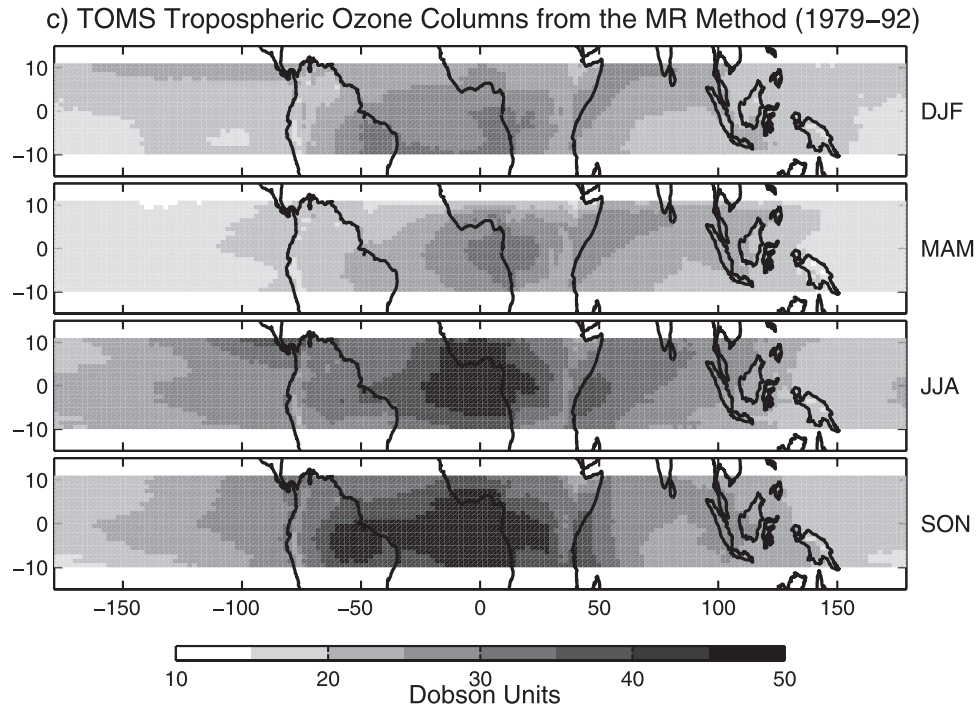 c) TOMS Tropospheric Ozone Columns from the MR Method (1979−92)
10
0
−10
DJF
10
0
−10
MAM
10
0
−10
JJA
10
0
−10
SON
−150 −100 −50 0 50 100 150
10 20 30 40 50
Dobson Units